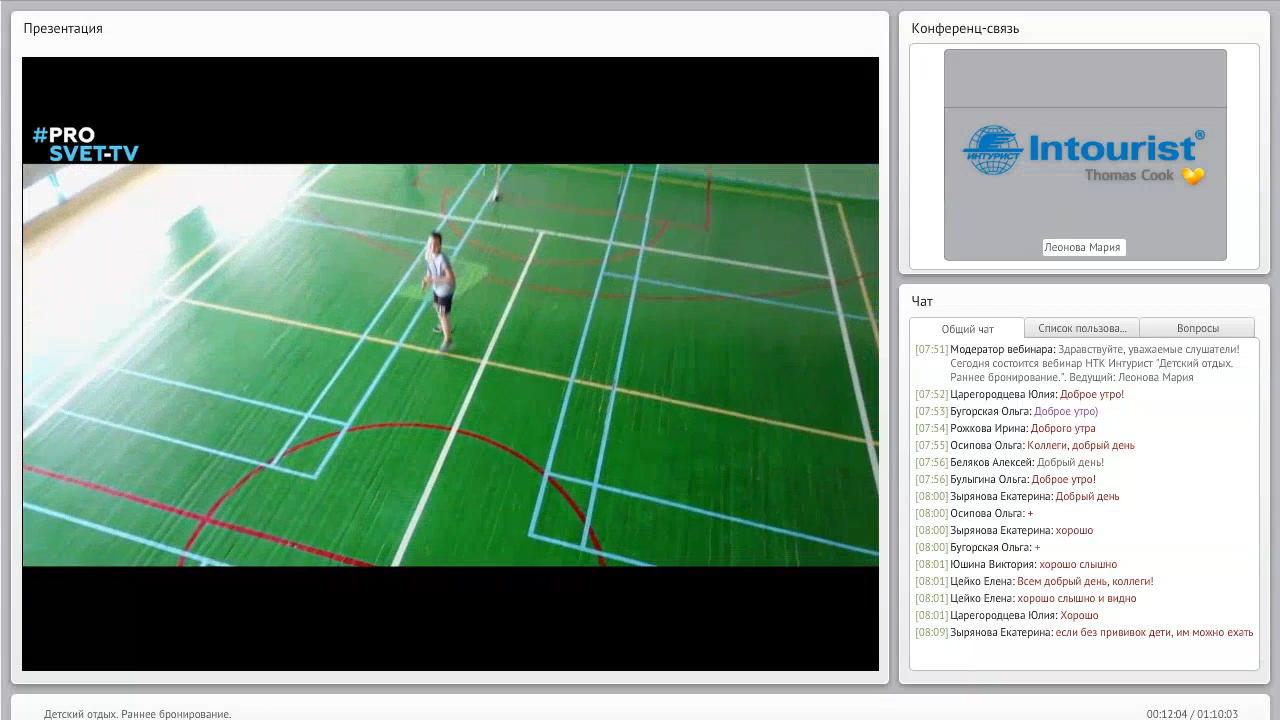 Презентация
#PRO
SVET-TV
Конференц-связь
ИНТУРИСТ
Intourist®
Thomas Cook
Леонова Мария
Чат
Общий чат
Список пользова...
Вопросы
[07:51] Модератор вебинара: Здравствуйте, уважаемые слушатели!
Сегодня состоится вебинар НТК Интурист "Детский отдых.
Раннее бронирование.". Ведущий: Леонова Мария
[07:52] Царегородцева Юлия: Доброе утро!
[07:53] Бугорская Ольга: Доброе утро)
[07:54] Рожкова Ирина: Доброго утра
[07:55] Осипова Ольга: Коллеги, добрый день
[07:56] Беляков Алексей: Добрый день!
[07:56] Булыгина Ольга: Доброе утро!
[08:00] Зырянова Екатерина: Добрый день
[08:00] Осипова Ольга: +
[08:00] Зырянова Екатерина: хорошо
[08:00] Бугорская Ольга: +
[08:01] Юшина Виктория: хорошо слышно
[08:01] Цейко Елена: Всем добрый день, коллеги!
[08:01] Цейко Елена: хорошо слышно и видно
[08:01] Царегородцева Юлия: Хорошо
[08:09] Зырянова Екатерина: если без прививок дети, им можно ехать
Детский отдых. Раннее бронирование.
00:12:04 / 01:10:03